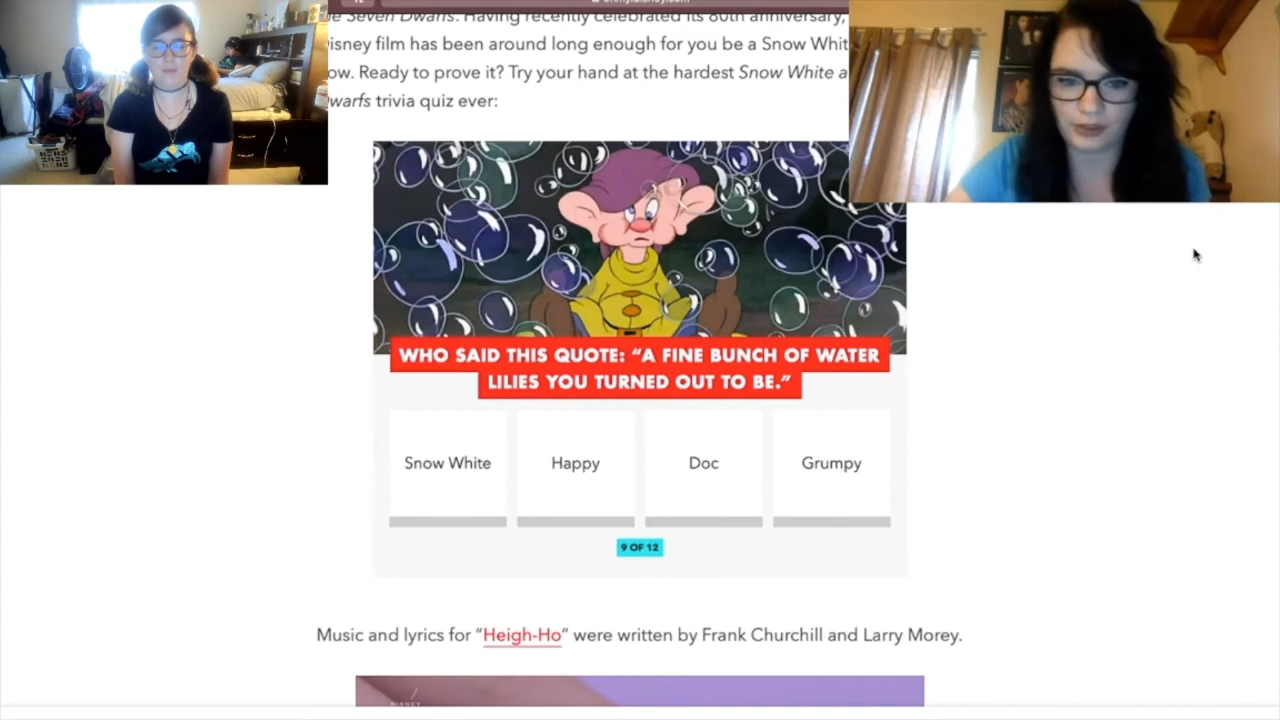 Seven Dwarfs. Having recently celebrated its 80th anniversary,
isney film has been around long enough for you be a Snow Whit
ow. Ready to prove it? Try your hand at the hardest Snow White a
warfs trivia quiz ever:
WHO SAID THIS QUOTE: “A FINE BUNCH OF WATER
LILIES YOU TURNED OUT TO BE.”
Snow White
Happy
Doc
Grumpy
9 OF 12
Music and lyrics for “Heigh-Ho” were written by Frank Churchill and Larry Morey.
DISNEY